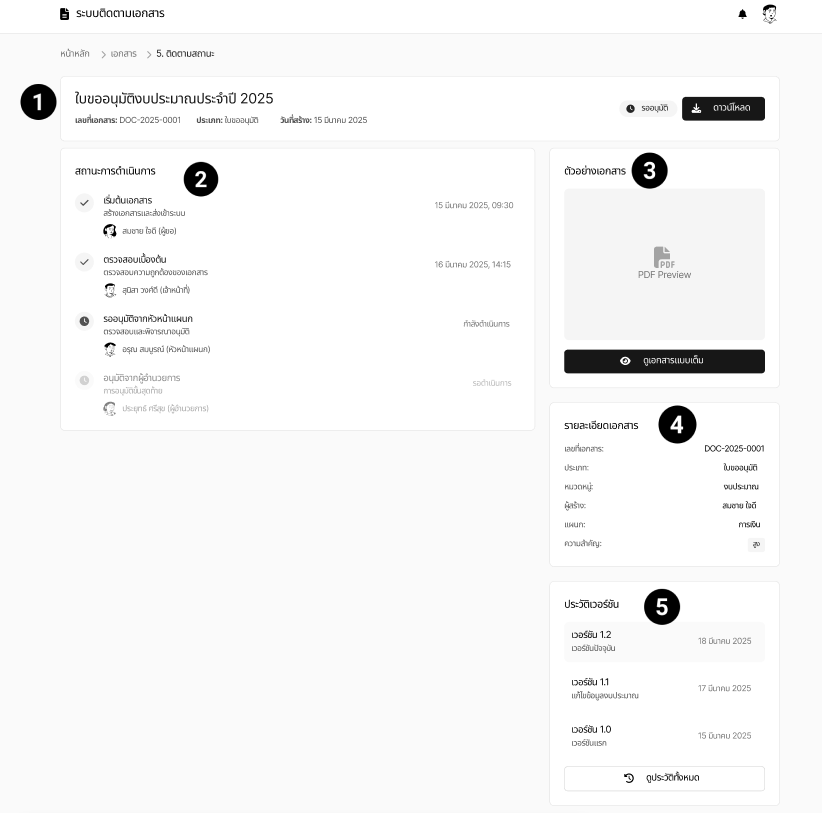 ระบบติดตามเอกสาร
หน้าหลัก > เอกสาร > 5. ติดตามสถานะ
1
ใบขออนุมัติงบประมาณประจำปี 2025
เลขที่เอกสาร: DOC-2025-0001 ประเภท: ใบขออนุมัติ วันที่สร้าง: 15 มีนาคม 2025
รออนุมัติ
ดาวน์โหลด
สถานะการดำเนินการ
2
เริ่มต้นเอกสาร
สร้างเอกสารและส่งเข้าระบบ
สมชาย ใจดี (ผู้ขอ)
15 มีนาคม 2025, 09:30
ตรวจสอบเบื้องต้น
ตรวจสอบความถูกต้องของเอกสาร
สุนิสา วงศ์ดี (เจ้าหน้าที่)
16 มีนาคม 2025, 14:15
รออนุมัติจากหัวหน้าแผนก
ตรวจสอบและพิจารณาอนุมัติ
อรุณ สมบูรณ์ (หัวหน้าแผนก)
กำลังดำเนินการ
อนุมัติจากผู้อำนวยการ
การอนุมัติขั้นสุดท้าย
ประยุทธ์ ศรีสุข (ผู้อำนวยการ)
รอดำเนินการ
ตัวอย่างเอกสาร
3
PDF
PDF Preview
ดูเอกสารแบบเต็ม
รายละเอียดเอกสาร
4
เลขที่เอกสาร: DOC-2025-0001
ประเภท: ใบขออนุมัติ
หมวดหมู่: งบประมาณ
ผู้สร้าง: สมชาย ใจดี
แผนก: การเงิน
ความสำคัญ: สูง
ประวัติเวอร์ชัน
5
เวอร์ชัน 1.2
เวอร์ชันปัจจุบัน
18 มีนาคม 2025
เวอร์ชัน 1.1
แก้ไขข้อมูลงบประมาณ
17 มีนาคม 2025
เวอร์ชัน 1.0
เวอร์ชันแรก
15 มีนาคม 2025
ดูประวัติทั้งหมด